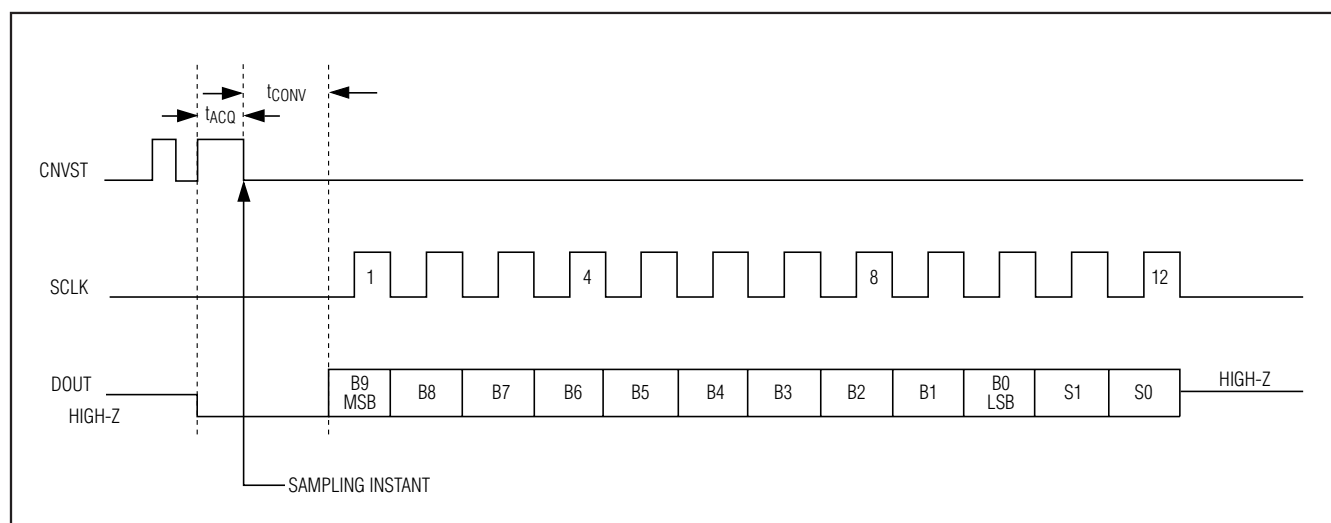 tCONV
tACQ
CNVST
SCLK
1
4
8
12
DOUT
HIGH-Z
B9
MSB
B8
B7
B6
B5
B4
B3
B2
B1
B0
LSB
S1
S0
HIGH-Z
SAMPLING INSTANT